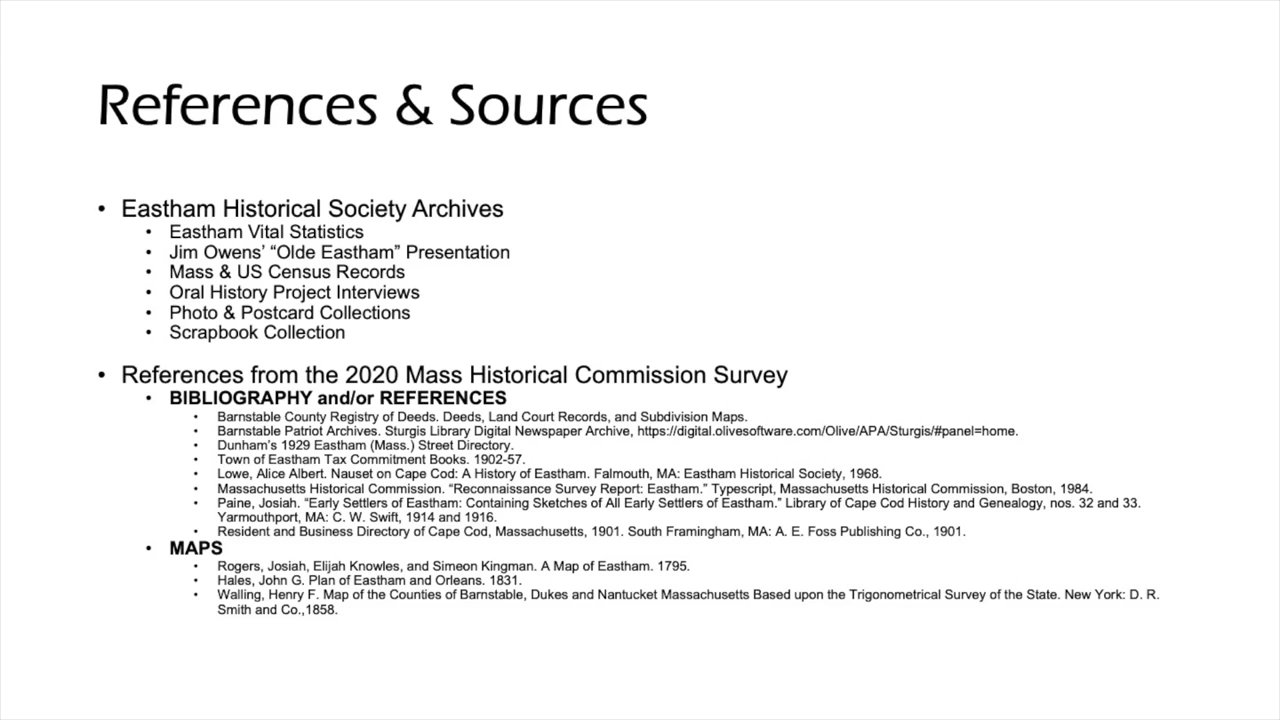 References & Sources
• Eastham Historical Society Archives
• Eastham Vital Statistics
• Jim Owens’ “Olde Eastham” Presentation
• Mass & US Census Records
• Oral History Project Interviews
• Photo & Postcard Collections
• Scrapbook Collection
• References from the 2020 Mass Historical Commission Survey
• BIBLIOGRAPHY and/or REFERENCES
• Barnstable County Registry of Deeds. Deeds, Land Court Records, and Subdivision Maps.
• Barnstable Patriot Archives. Sturgis Library Digital Newspaper Archive, https://digital.olivesoftware.com/Olive/APA/Sturgis/#panel=home.
• Dunham’s 1929 Eastham (Mass.) Street Directory.
• Town of Eastham Tax Commitment Books. 1902-57.
• Lowe, Alice Albert. Nauset on Cape Cod: A History of Eastham. Falmouth, MA: Eastham Historical Society, 1968.
• Massachusetts Historical Commission. “Reconnaissance Survey Report: Eastham.” Typescript, Massachusetts Historical Commission, Boston, 1984.
• Paine, Josiah. “Early Settlers of Eastham: Containing Sketches of All Early Settlers of Eastham.” Library of Cape Cod History and Genealogy, nos. 32 and 33.
Yarmouthport, MA: C. W. Swift, 1914 and 1916.
• Resident and Business Directory of Cape Cod, Massachusetts, 1901. South Framingham, MA: A. E. Foss Publishing Co., 1901.
• MAPS
• Rogers, Josiah, Elijah Knowles, and Simeon Kingman. A Map of Eastham. 1795.
• Hales, John G. Plan of Eastham and Orleans. 1831.
• Walling, Henry F. Map of the Counties of Barnstable, Dukes and Nantucket Massachusetts Based upon the Trigonometrical Survey of the State. New York: D. R.
Smith and Co.,1858.